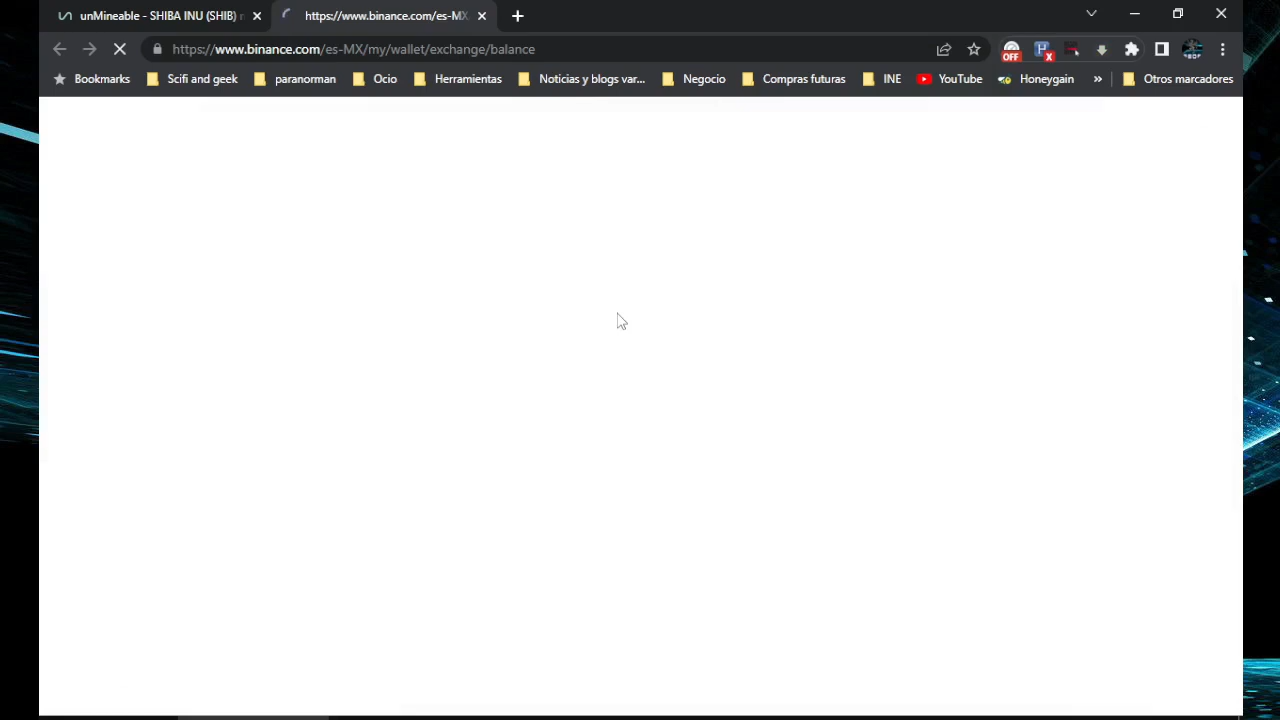 unMineable - SHIBA INU (SHIB)
https://www.binance.com/es-MX
https://www.binance.com/es-MX/my/wallet/exchange/balance
OFF
H X
Bookmarks Scifi and geek paranorman Ocio Herramientas Noticias y blogs var... Negocio Compras futuras INE YouTube Honeygain » Otros marcadores